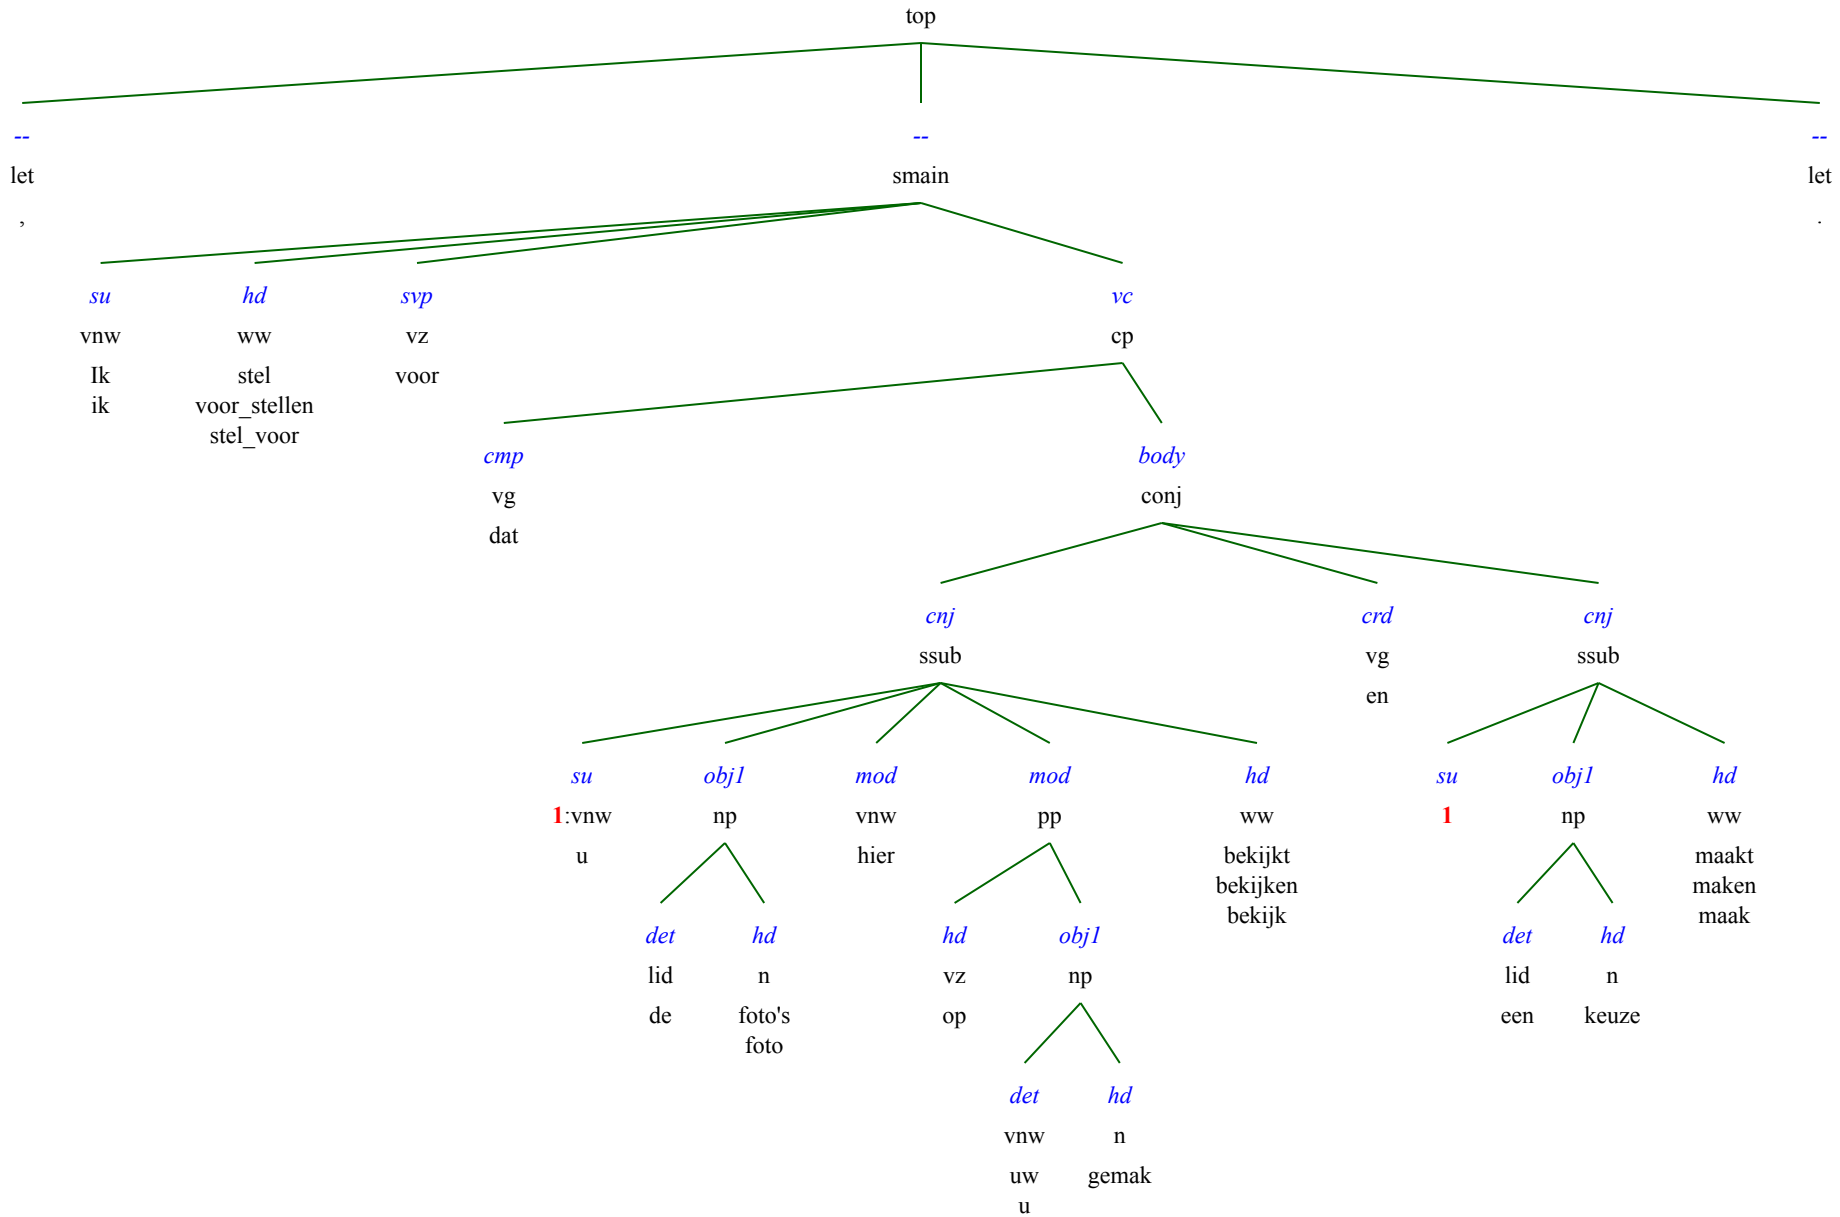 top
-- -- --
let smain let
, .
su hd svp vc
vnw ww vz cp
Ik stel voor
ik voor_stellen
stel_voor
cmp body
vg conj
dat
cnj crd cnj
ssub vg ssub
en
su obj1 mod mod hd su obj1 hd
1:vnw np vnw pp ww 1 np ww
u hier bekijkt maakt
bekijken maken
bekijk maak
det hd hd obj1 det hd
lid n vz np lid n
de foto's op een keuze
foto
det hd
vnw n
uw gemak
u